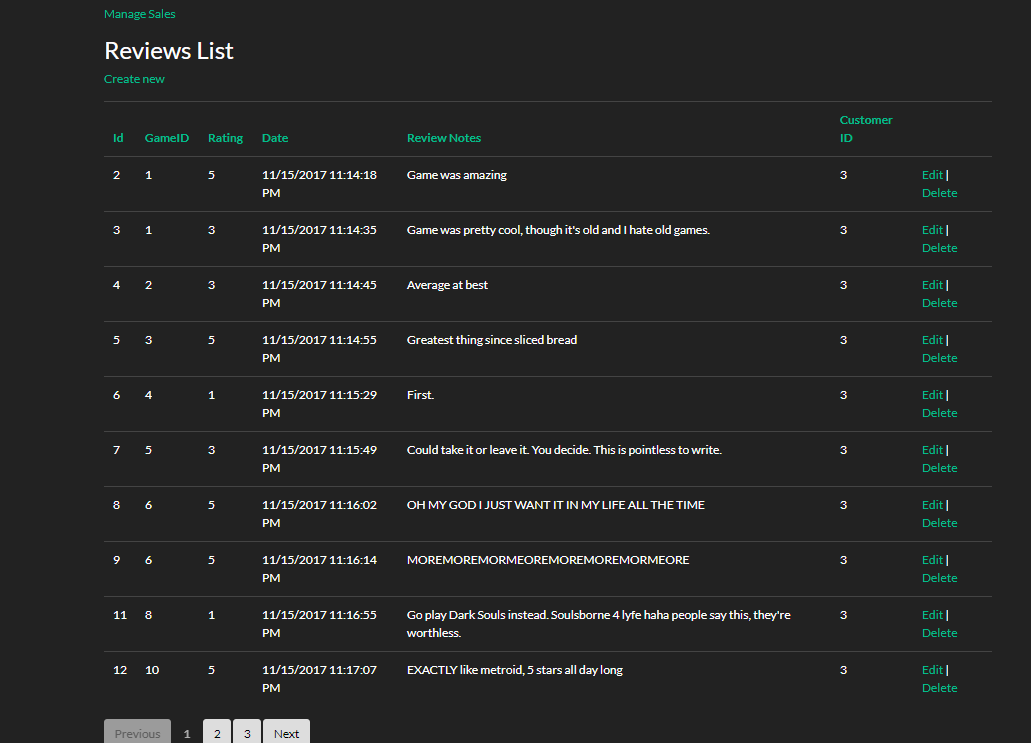 Manage Sales
Reviews List
Create new
Customer
Id GameID Rating Date Review Notes ID
2 1 5 11/15/2017 11:14:18 Game was amazing 3 Edit |
PM Delete
3 1 3 11/15/2017 11:14:35 Game was pretty cool, though it's old and I hate old games. 3 Edit |
PM Delete
4 2 3 11/15/2017 11:14:45 Average at best 3 Edit |
PM Delete
5 3 5 11/15/2017 11:14:55 Greatest thing since sliced bread 3 Edit |
PM Delete
6 4 1 11/15/2017 11:15:29 First. 3 Edit |
PM Delete
7 5 3 11/15/2017 11:15:49 Could take it or leave it. You decide. This is pointless to write. 3 Edit |
PM Delete
8 6 5 11/15/2017 11:16:02 OH MY GOD I JUST WANT IT IN MY LIFE ALL THE TIME 3 Edit |
PM Delete
9 6 5 11/15/2017 11:16:14 MOREMOREMORMEOREMOREMOREMORMEORE 3 Edit |
PM Delete
11 8 1 11/15/2017 11:16:55 Go play Dark Souls instead. Soulsborne 4 lyfe haha people say this, they're 3 Edit |
PM worthless. Delete
12 10 5 11/15/2017 11:17:07 EXACTLY like metroid, 5 stars all day long 3 Edit |
PM Delete
Previous 1 2 3 Next